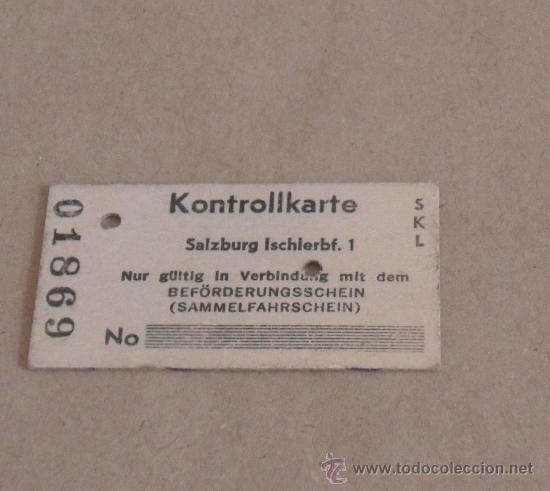 01869
Kontrollkarte
SKL
Salzburg Ischlerbf. 1
Nur gültig in Verbindung mit dem
BEFÖRDERUNGSSCHEIN
(SAMMELFAHRSCHEIN)
No
© www.todocoleccion.net